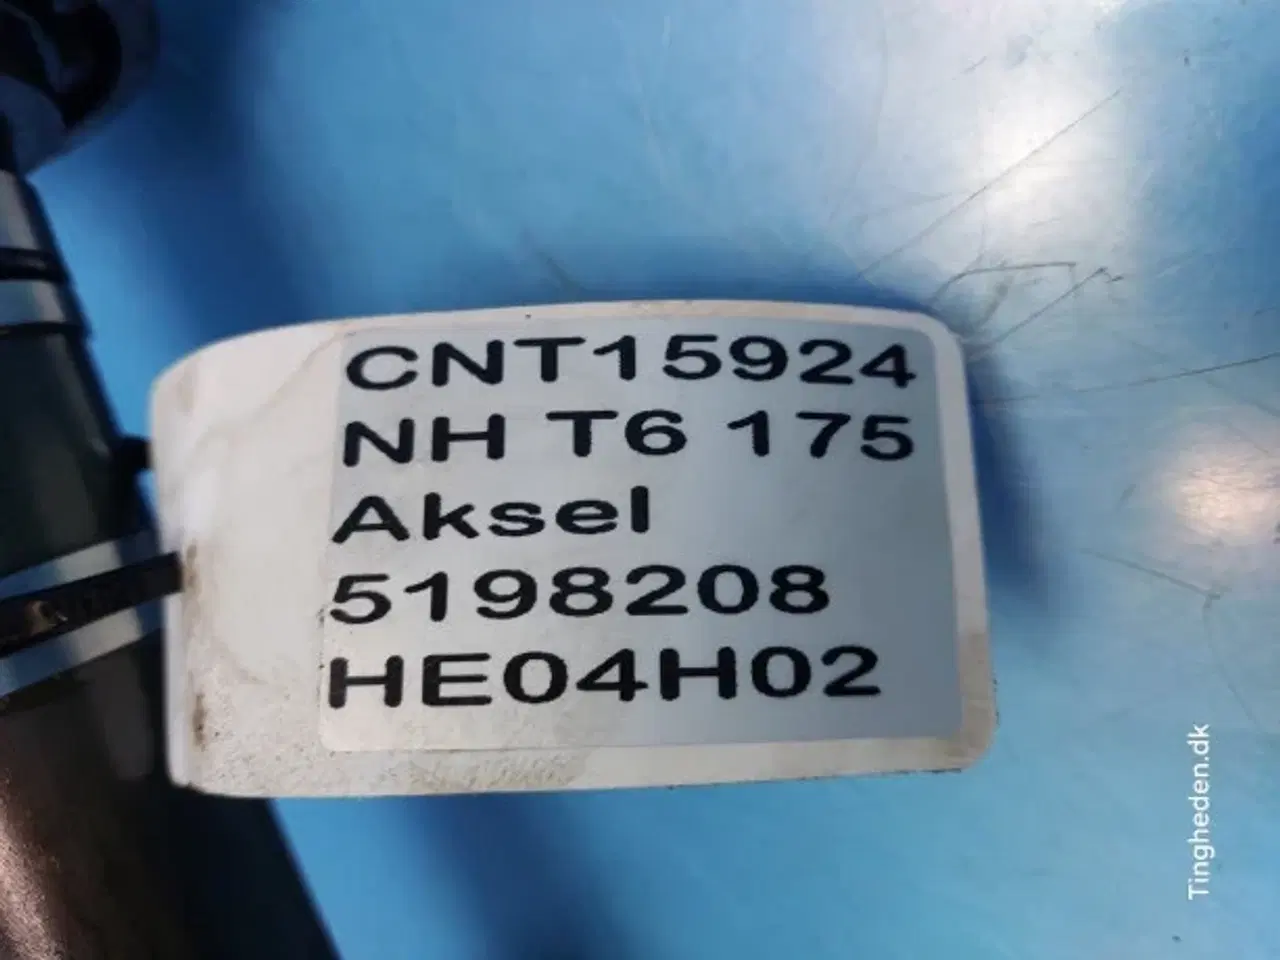 CNT15924
NH T6 175
Aksel
5198208
HE04H02
Tingheden.dk